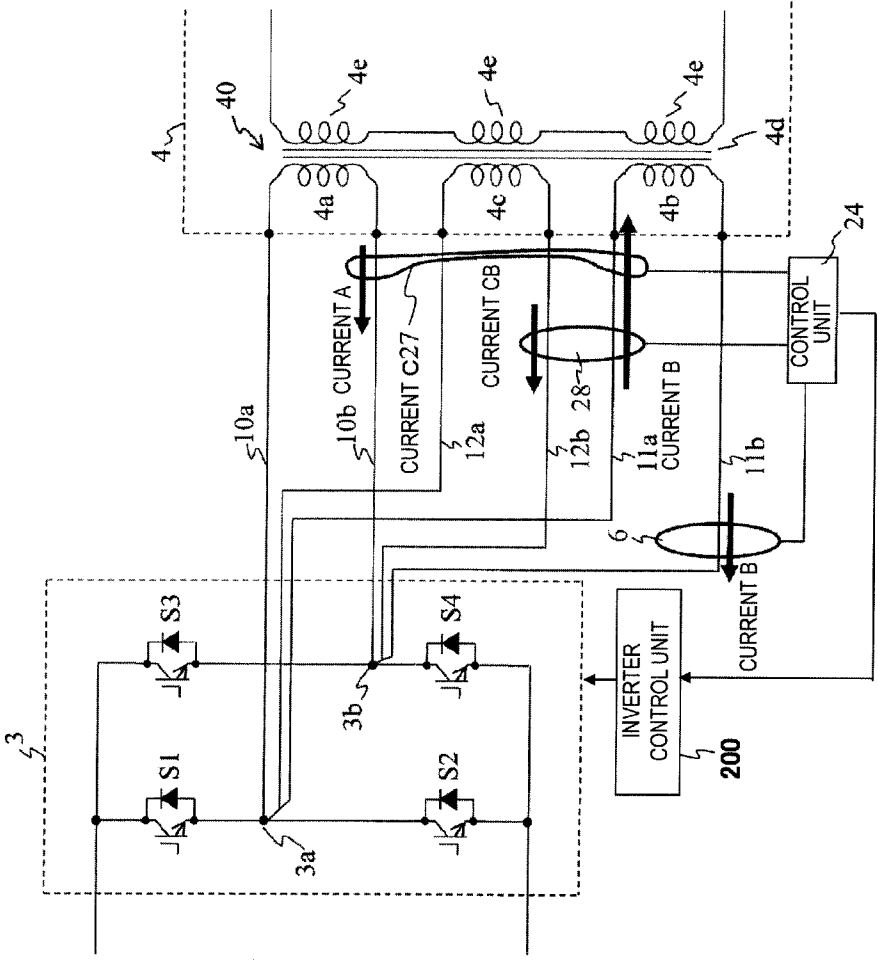 4
40
4e
4e
4e
4a
4c
4b
4d
CURRENT A
CURRENT C
27
CURRENT CB
28
CURRENT B
24
CONTROL
UNIT
10a
10b
12a
12b
11a
11b
6
CURRENT B
3
S1
S3
S2
S4
3a
3b
INVERTER
CONTROL UNIT
200